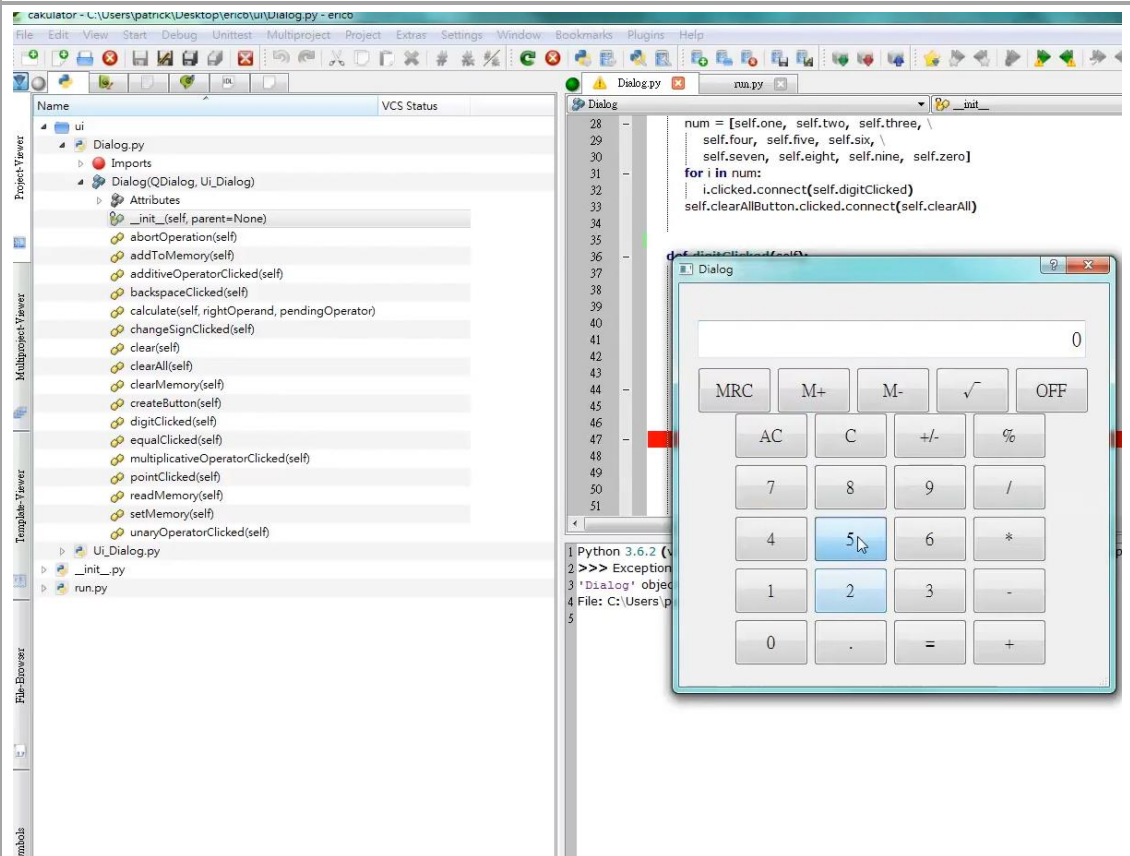 cakulator - C:\Users\patrick\Desktop\eric6\ui\Dialog.py - eric6
File Edit View Start Debug Unittest Multiproject Project Extras Settings Window Bookmarks Plugins Help
Dialog.py run.py
Name VCS Status
Dialog __init__
ui
Dialog.py
Imports
Dialog(QDialog, Ui_Dialog)
Attributes
__init__(self, parent=None)
abortOperation(self)
addToMemory(self)
additiveOperatorClicked(self)
backspaceClicked(self)
calculate(self, rightOperand, pendingOperator)
changeSignClicked(self)
clear(self)
clearAll(self)
clearMemory(self)
createButton(self)
digitClicked(self)
equalClicked(self)
multiplicativeOperatorClicked(self)
pointClicked(self)
readMemory(self)
setMemory(self)
unaryOperatorClicked(self)
Ui_Dialog.py
__init__.py
run.py
Project-Viewer
Multiproject-Viewer
Template-Viewer
File-Browser
28 num = [self.one, self.two, self.three, \
29 self.four, self.five, self.six, \
30 self.seven, self.eight, self.nine, self.zero]
31 for i in num:
32 i.clicked.connect(self.digitClicked)
33 self.clearAllButton.clicked.connect(self.clearAll)
34
35
36 def digitClicked(self):
37
38
39
40
41
42
43
44
45
46
47
48
49
50
51
1 Python 3.6.2 (v
2 >>> Exception
3 'Dialog' objec
4 File: C:\Users\p
5
Dialog
0
MRC M+ M- √ OFF
AC C +/- %
7 8 9 /
4 5 6 *
1 2 3 -
0 . = +